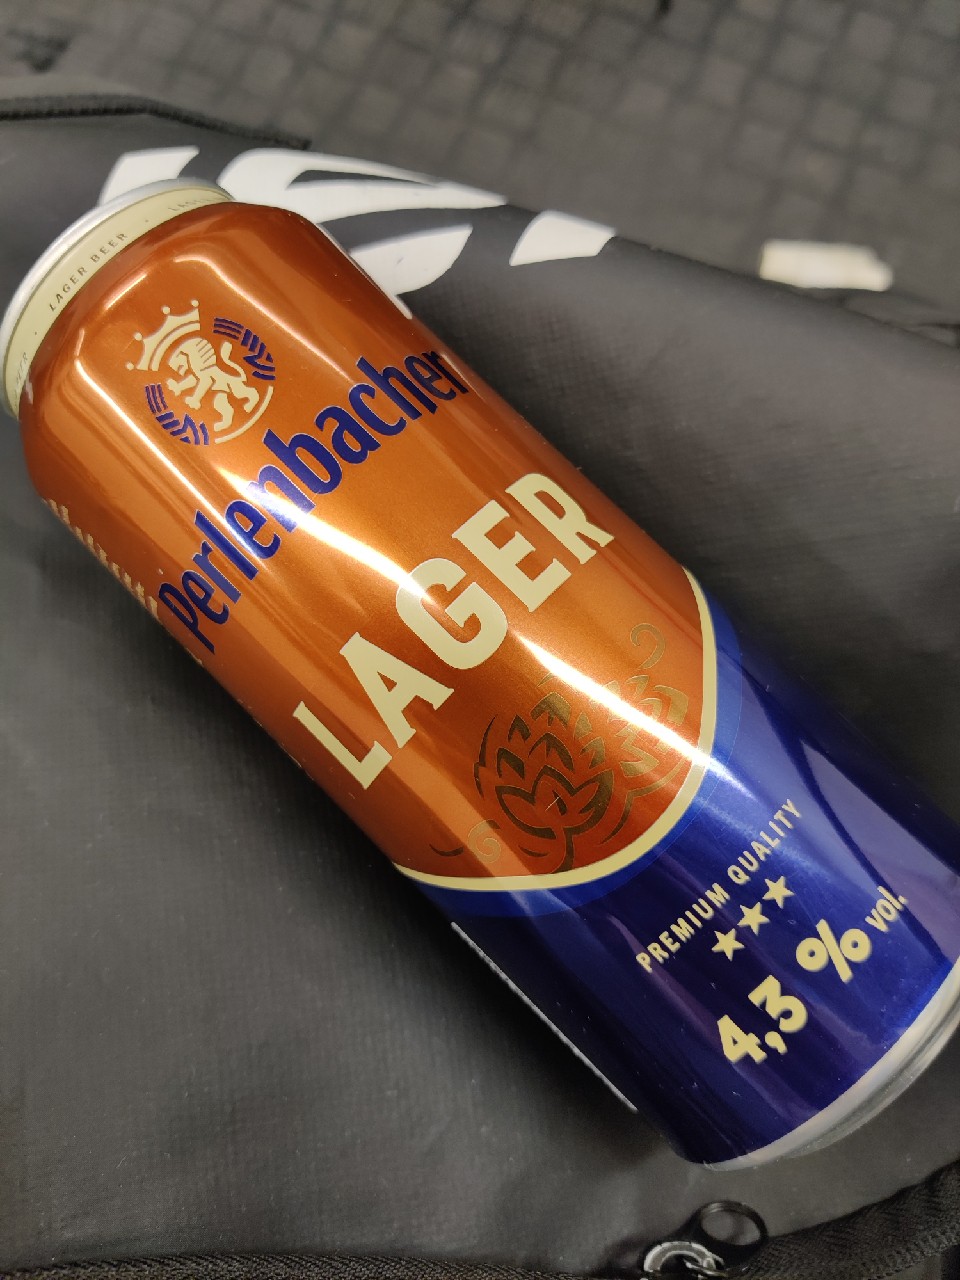 LAGER BEER
Perlenbacher
LAGER
PREMIUM QUALITY
4,3 % vol.